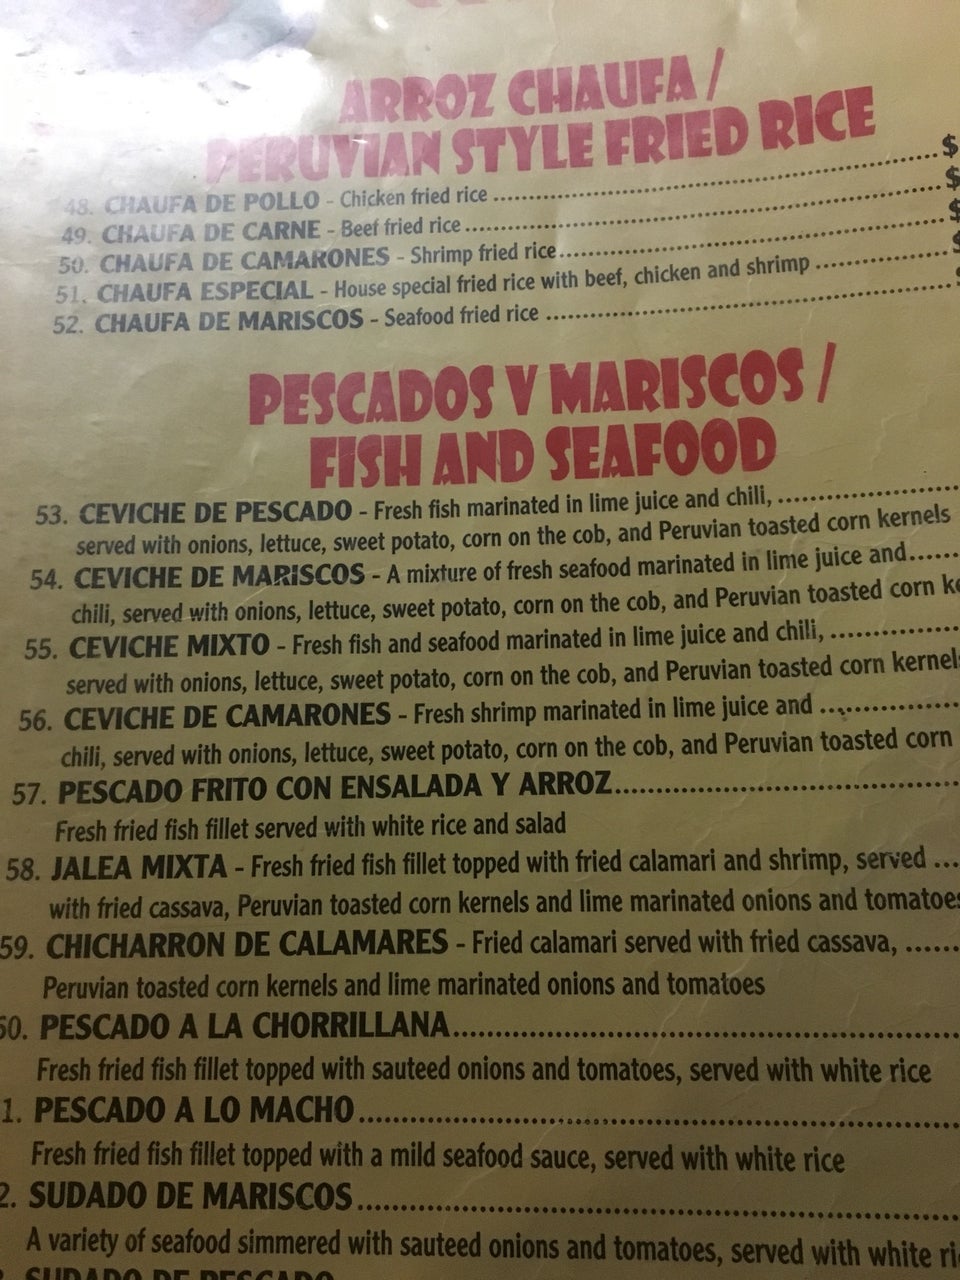 ARROZ CHAUFA /
PERUVIAN STYLE FRIED RICE
48. CHAUFA DE POLLO - Chicken fried rice ........ $
49. CHAUFA DE CARNE - Beef fried rice ........ $
50. CHAUFA DE CAMARONES - Shrimp fried rice ........ $
51. CHAUFA ESPECIAL - House special fried rice with beef, chicken and shrimp ........ $
52. CHAUFA DE MARISCOS - Seafood fried rice ........
PESCADOS Y MARISCOS /
FISH AND SEAFOOD
53. CEVICHE DE PESCADO - Fresh fish marinated in lime juice and chili, ........
served with onions, lettuce, sweet potato, corn on the cob, and Peruvian toasted corn kernels
54. CEVICHE DE MARISCOS - A mixture of fresh seafood marinated in lime juice and ......
chili, served with onions, lettuce, sweet potato, corn on the cob, and Peruvian toasted corn
55. CEVICHE MIXTO - Fresh fish and seafood marinated in lime juice and chili, ........
served with onions, lettuce, sweet potato, corn on the cob, and Peruvian toasted corn kernel
56. CEVICHE DE CAMARONES - Fresh shrimp marinated in lime juice and ........
chili, served with onions, lettuce, sweet potato, corn on the cob, and Peruvian toasted corn
57. PESCADO FRITO CON ENSALADA Y ARROZ ........
Fresh fried fish fillet served with white rice and salad
58. JALEA MIXTA - Fresh fried fish fillet topped with fried calamari and shrimp, served ...
with fried cassava, Peruvian toasted corn kernels and lime marinated onions and tomatoes
59. CHICHARRON DE CALAMARES - Fried calamari served with fried cassava, ......
Peruvian toasted corn kernels and lime marinated onions and tomatoes
60. PESCADO A LA CHORRILLANA ........
Fresh fried fish fillet topped with sauteed onions and tomatoes, served with white rice
1. PESCADO A LO MACHO ........
Fresh fried fish fillet topped with a mild seafood sauce, served with white rice
2. SUDADO DE MARISCOS ........
A variety of seafood simmered with sauteed onions and tomatoes, served with white ri
SUDADO DE PESCADO